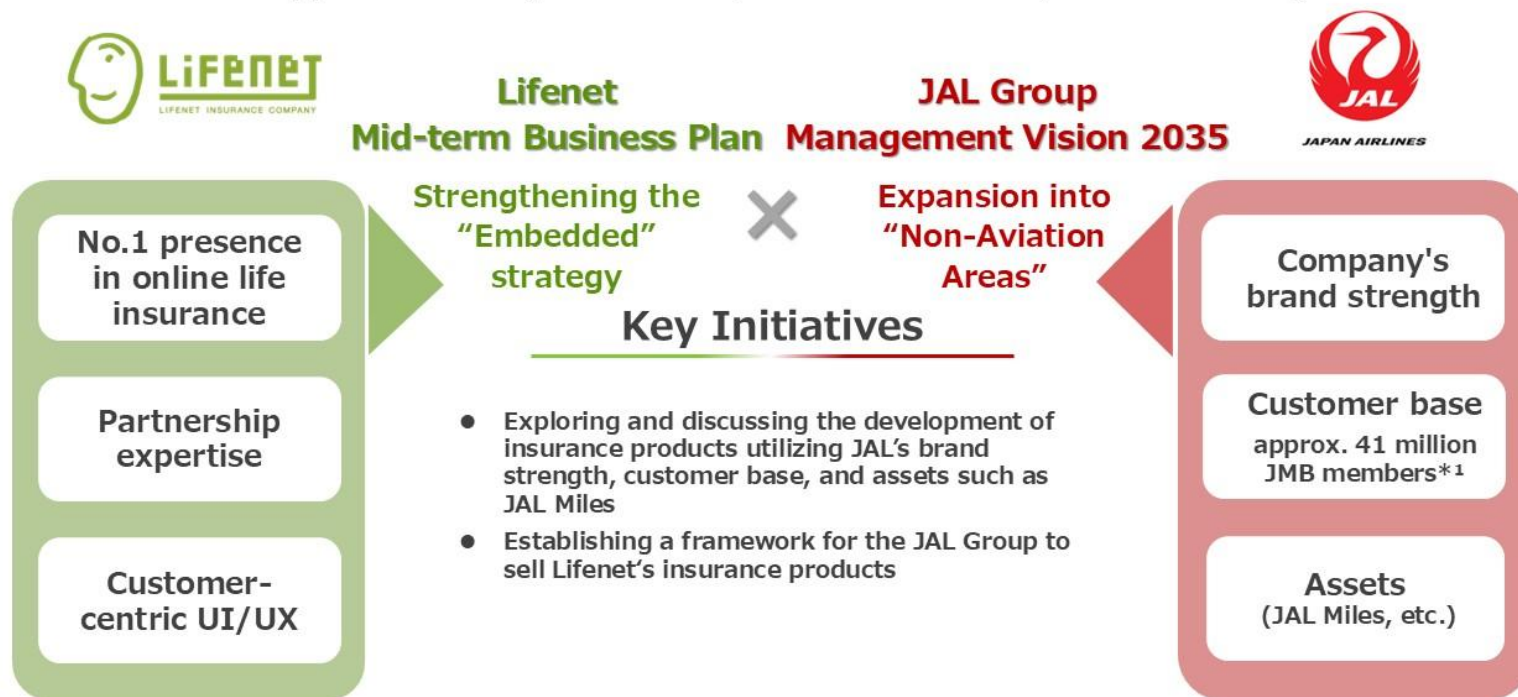 LIFENET
LIFENET INSURANCE COMPANY
Lifenet
Mid-term Business Plan
JAL Group
Management Vision 2035
JAL
JAPAN AIRLINES
No.1 presence
in online life
insurance
Partnership
expertise
Customer-
centric UI/UX
Strengthening the
“Embedded”
strategy
×
Expansion into
“Non-Aviation
Areas”
Key Initiatives
● Exploring and discussing the development of
insurance products utilizing JAL’s brand
strength, customer base, and assets such as
JAL Miles
● Establishing a framework for the JAL Group to
sell Lifenet‘s insurance products
Company's
brand strength
Customer base
approx. 41 million
JMB members*¹
Assets
(JAL Miles, etc.)